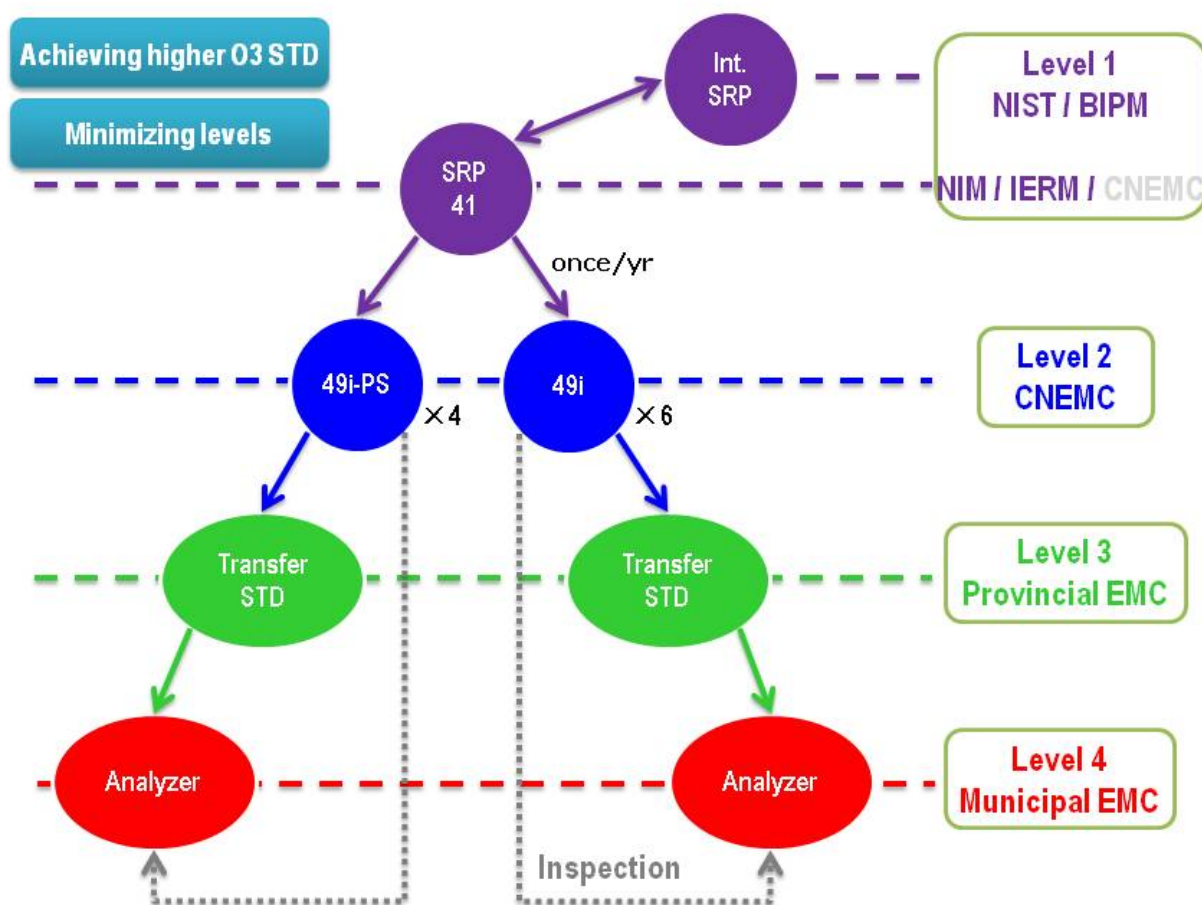 Achieving higher O3 STD
Minimizing levels
Int.
SRP
Level 1
NIST / BIPM
SRP
41
NIM / IERM / CNEMC
once/yr
49i-PS
×4
49i
×6
Level 2
CNEMC
Transfer
STD
Transfer
STD
Level 3
Provincial EMC
Analyzer
Analyzer
Level 4
Municipal EMC
Inspection